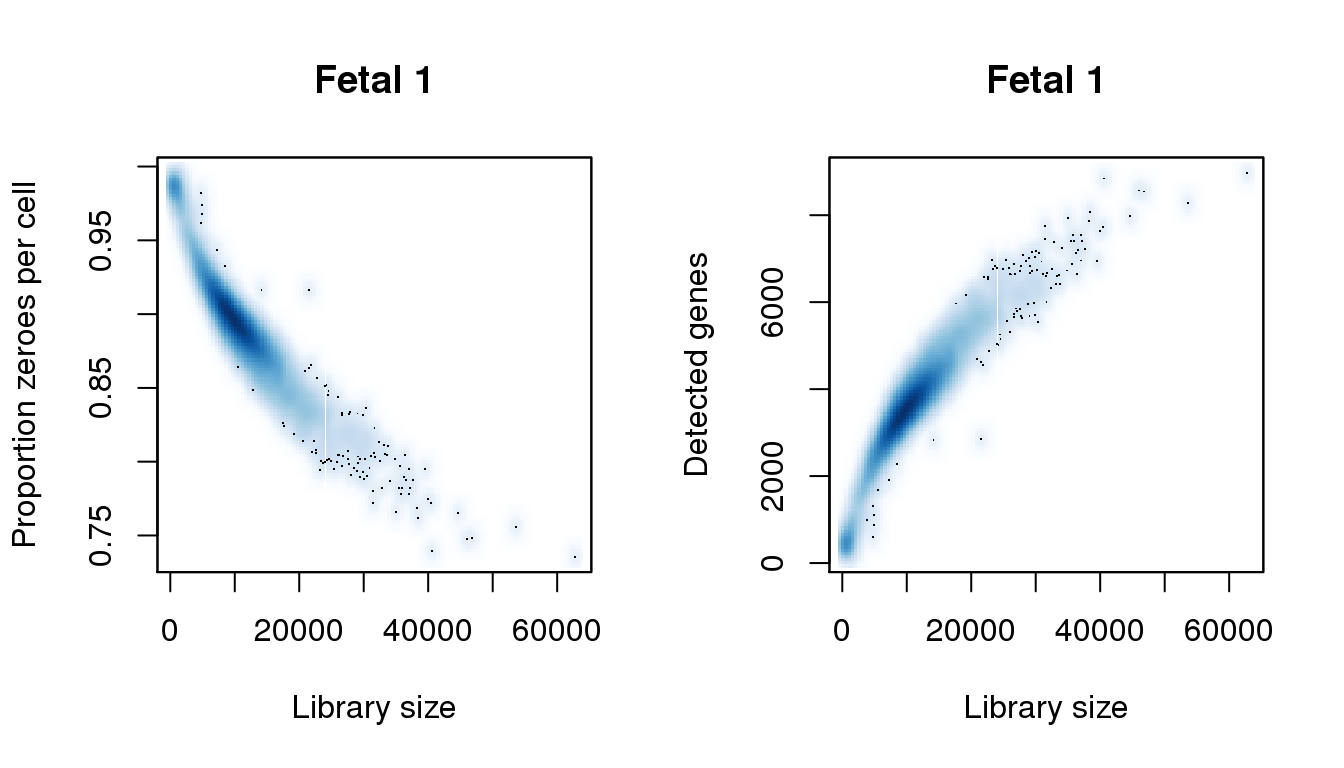 Fetal 1
Proportion zeroes per cell
0.95
0.85
0.75
0 20000 40000 60000
Library size
Fetal 1
Detected genes
6000
2000
0
0 20000 40000 60000
Library size